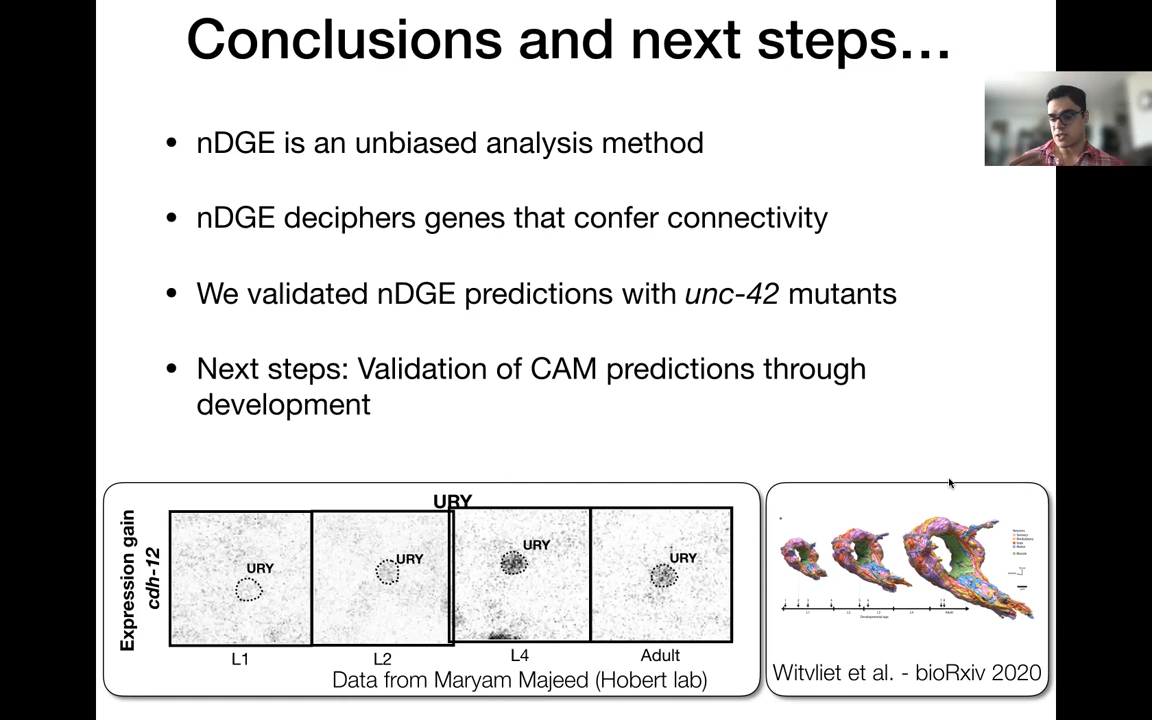 Conclusions and next steps…
• nDGE is an unbiased analysis method
• nDGE deciphers genes that confer connectivity
• We validated nDGE predictions with unc-42 mutants
• Next steps: Validation of CAM predictions through
development
Expression gain
cdh-12
URY
URY
URY
URY
URY
L1
L2
L4
Adult
Data from Maryam Majeed (Hobert lab)
Witvliet et al. - bioRxiv 2020